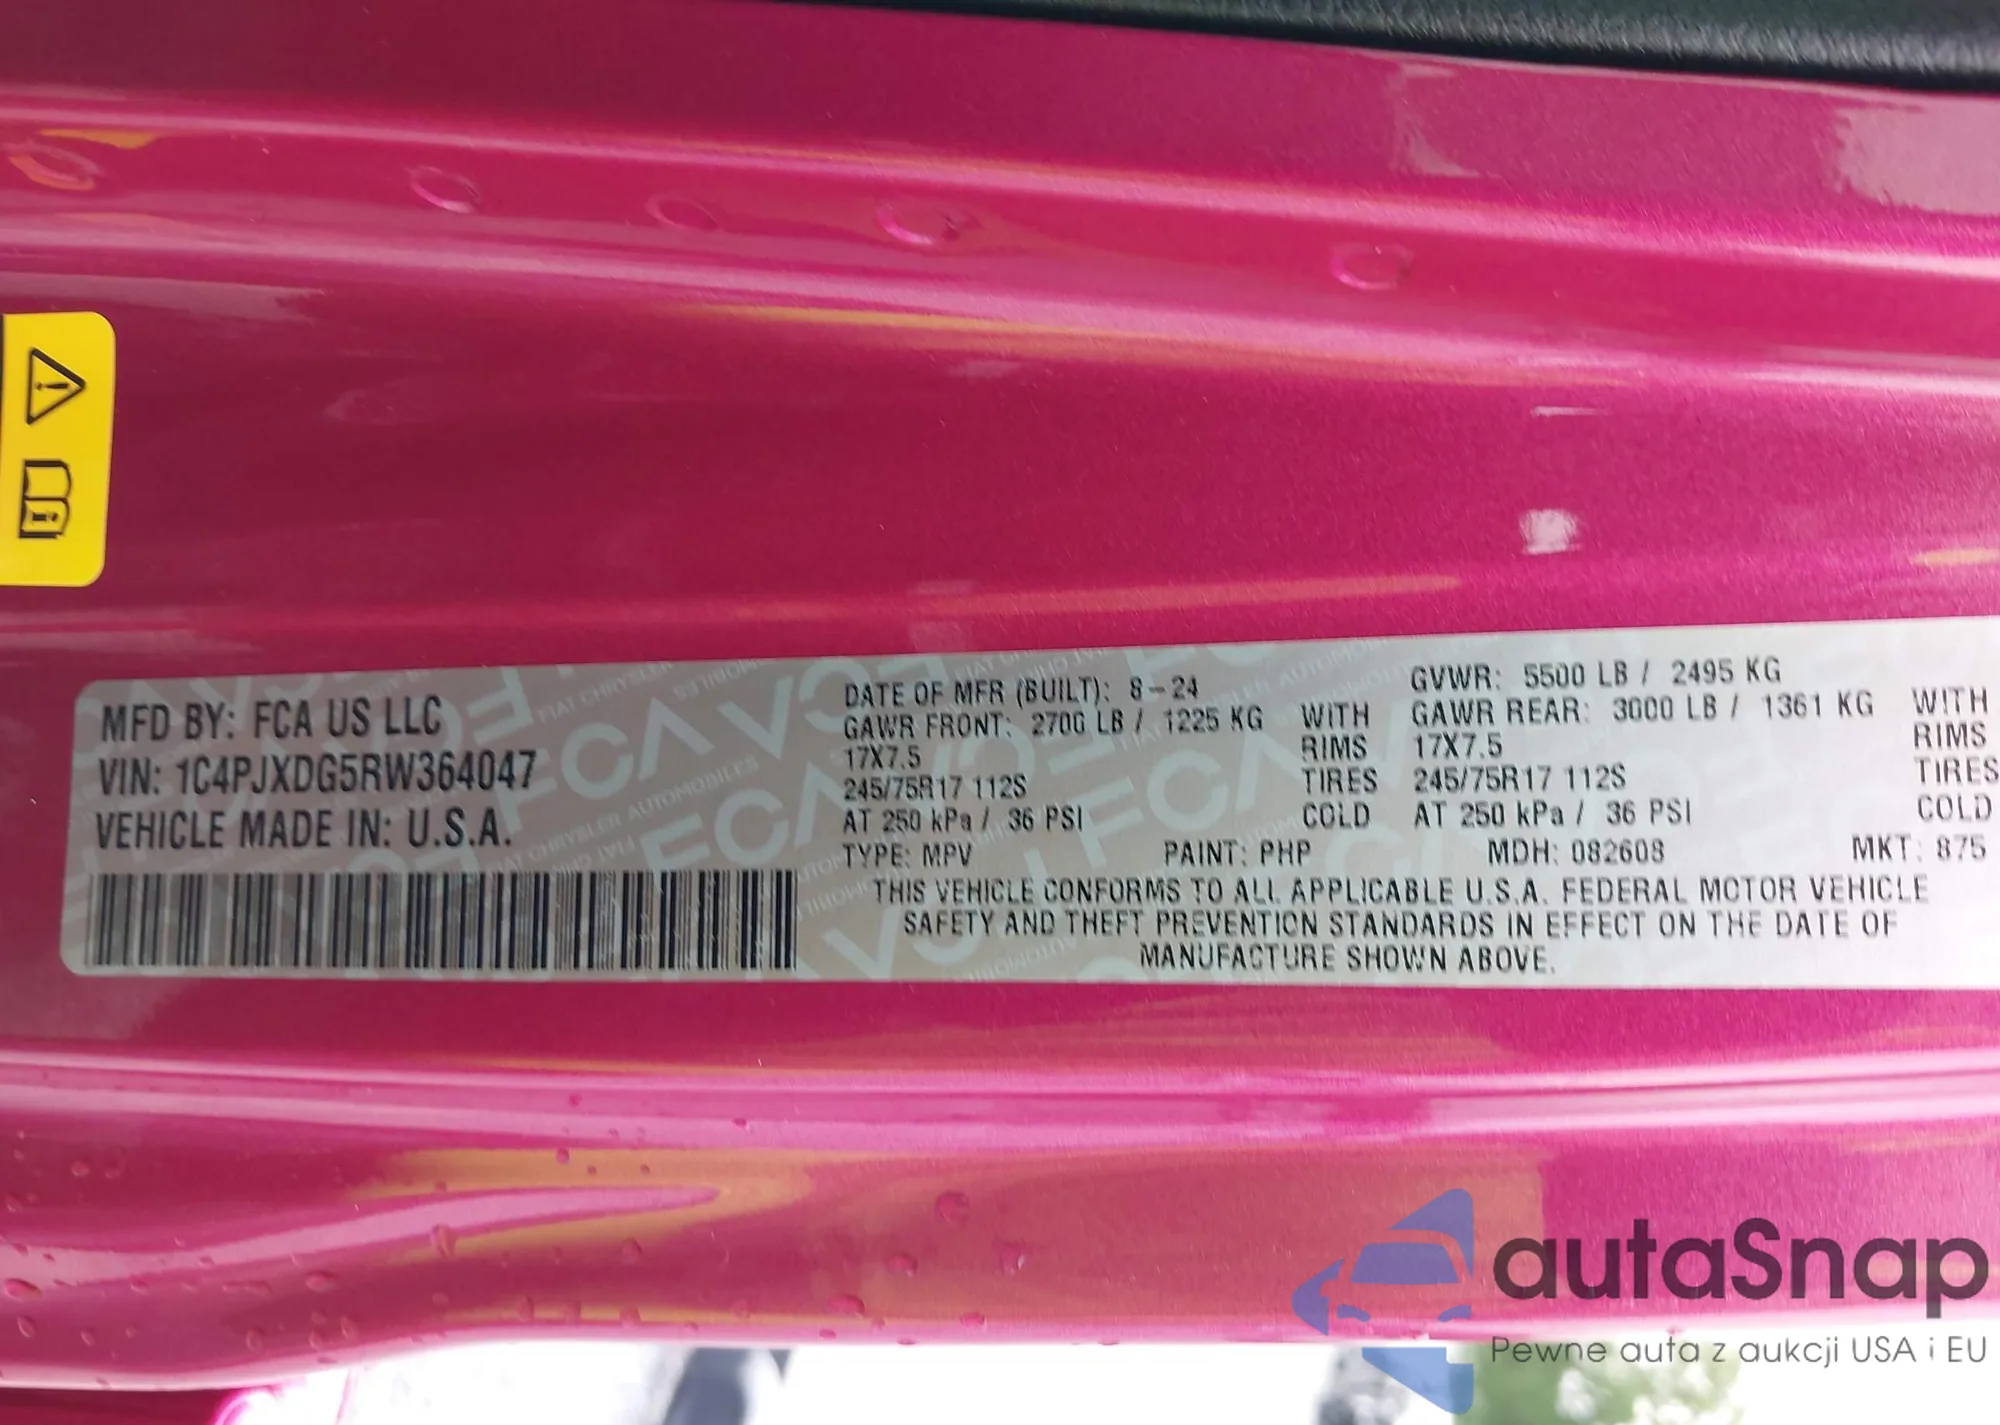 MFD BY: FCA US LLC
VIN: 1C4PJXDG5RW364047
VEHICLE MADE IN: U.S.A.
DATE OF MFR (BUILT): 8-24 GVWR: 5500 LB / 2495 KG
GAWR FRONT: 2700 LB / 1225 KG WITH GAWR REAR: 3000 LB / 1361 KG WITH
17X7.5 RIMS 17X7.5 RIMS
245/75R17 112S TIRES 245/75R17 112S TIRES
AT 250 kPa / 36 PSI COLD AT 250 kPa / 36 PSI COLD
TYPE: MPV PAINT: PHP MDH: 082608 MKT: 875
THIS VEHICLE CONFORMS TO ALL APPLICABLE U.S.A. FEDERAL MOTOR VEHICLE
SAFETY AND THEFT PREVENTION STANDARDS IN EFFECT ON THE DATE OF
MANUFACTURE SHOWN ABOVE.
autaSnap
Pewne auta z aukcji USA i EU